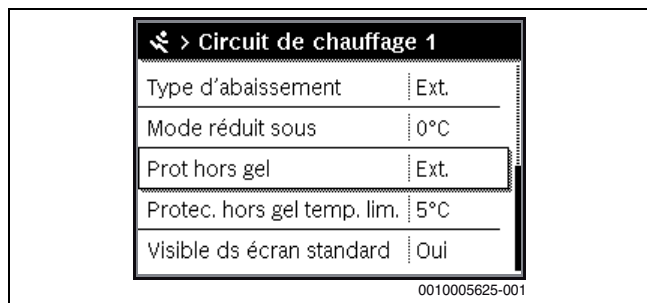 > Circuit de chauffage 1
Type d'abaissement Ext.
Mode réduit sous 0°C
Prot hors gel Ext.
Protec. hors gel temp. lim. 5°C
Visible ds écran standard Oui
0010005625-001